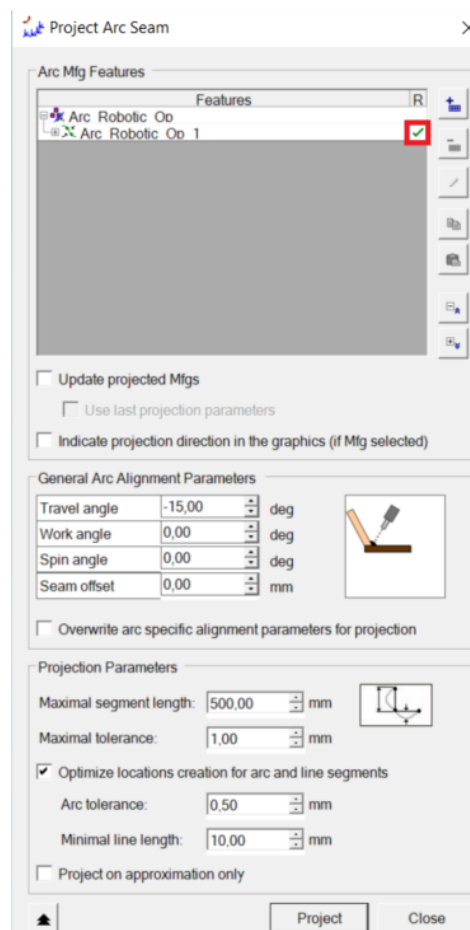 Project Arc Seam
Arc Mfg Features
Features R
Arc_Robotic_Op
Arc_Robotic_Op_1
Update projected Mfgs
Use last projection parameters
Indicate projection direction in the graphics (if Mfg selected)
General Arc Alignment Parameters
Travel angle -15,00 deg
Work angle 0,00 deg
Spin angle 0,00 deg
Seam offset 0,00 mm
Overwrite arc specific alignment parameters for projection
Projection Parameters
Maximal segment length: 500,00 mm
Maximal tolerance: 1,00 mm
Optimize locations creation for arc and line segments
Arc tolerance: 0,50 mm
Minimal line length: 10,00 mm
Project on approximation only
Project Close